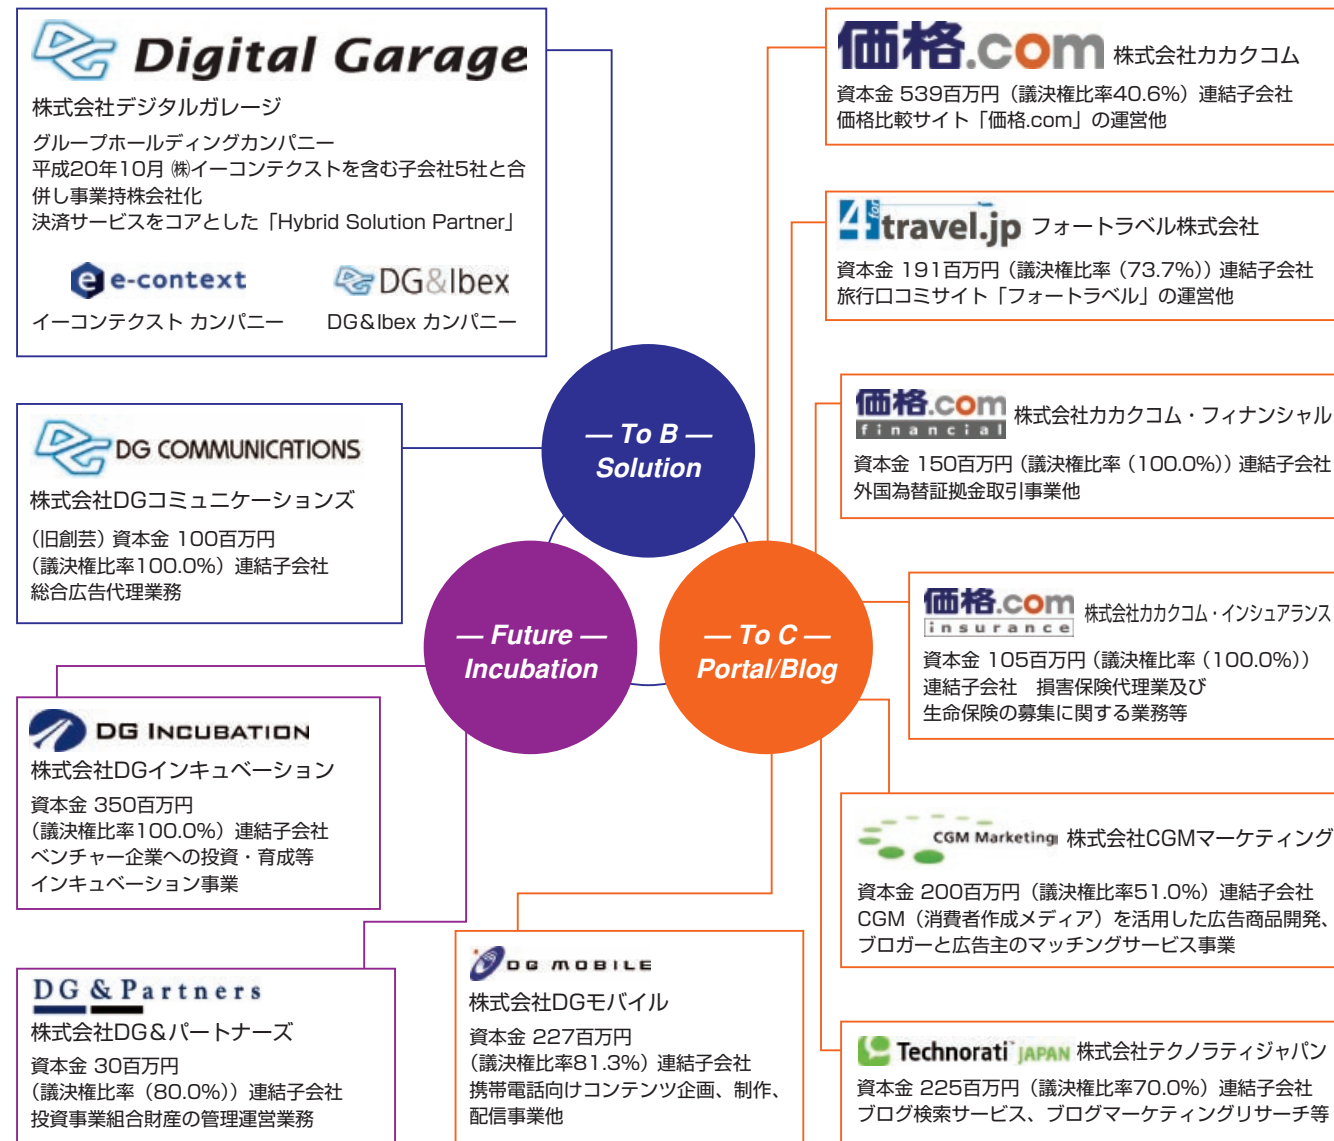 Digital Garage
株式会社デジタルガレージ
グループホールディングカンパニー
平成20年10月 ㈱イーコンテクストを含む子会社5社と合
併し事業持株会社化
決済サービスをコアとした「Hybrid Solution Partner」
e-context
イーコンテクスト カンパニー
DG&Ibex
DG&Ibex カンパニー
DG COMMUNICATIONS
株式会社DGコミュニケーションズ
(旧創芸) 資本金 100百万円
(議決権比率100.0%) 連結子会社
総合広告代理業務
— To B —
Solution
— Future —
Incubation
— To C —
Portal/Blog
DG INCUBATION
株式会社DGインキュベーション
資本金 350百万円
(議決権比率100.0%) 連結子会社
ベンチャー企業への投資・育成等
インキュベーション事業
DG & Partners
株式会社DG&パートナーズ
資本金 30百万円
(議決権比率 (80.0%)) 連結子会社
投資事業組合財産の管理運営業務
DG MOBILE
株式会社DGモバイル
資本金 227百万円
(議決権比率81.3%) 連結子会社
携帯電話向けコンテンツ企画、制作、
配信事業他
価格.com 株式会社カカクコム
資本金 539百万円 (議決権比率40.6%) 連結子会社
価格比較サイト「価格.com」の運営他
4for travel.jp フォートラベル株式会社
資本金 191百万円 (議決権比率 (73.7%)) 連結子会社
旅行口コミサイト「フォートラベル」の運営他
価格.com financial 株式会社カカクコム・フィナンシャル
資本金 150百万円 (議決権比率 (100.0%)) 連結子会社
外国為替証拠金取引事業他
価格.com insurance 株式会社カカクコム・インシュアランス
資本金 105百万円 (議決権比率 (100.0%))
連結子会社 損害保険代理業及び
生命保険の募集に関する業務等
CGM Marketing 株式会社CGMマーケティング
資本金 200百万円 (議決権比率51.0%) 連結子会社
CGM (消費者作成メディア) を活用した広告商品開発、
ブロガーと広告主のマッチングサービス事業
Technorati JAPAN 株式会社テクノラティジャパン
資本金 225百万円 (議決権比率70.0%) 連結子会社
ブログ検索サービス、ブログマーケティングリサーチ等